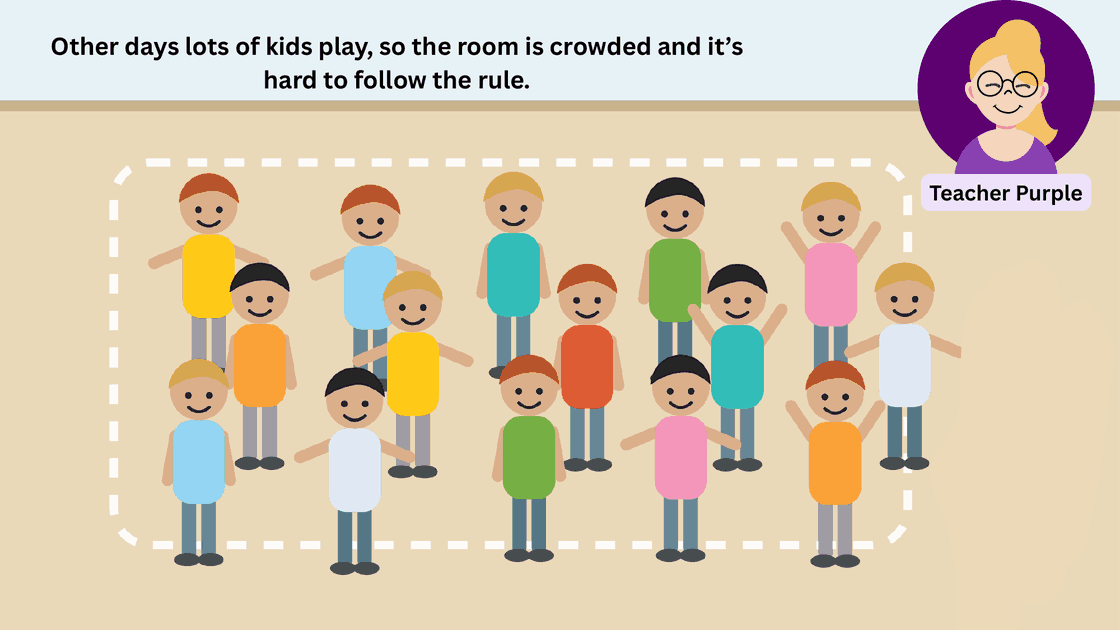 Other days lots of kids play, so the room is crowded and it’s
hard to follow the rule.
Teacher Purple